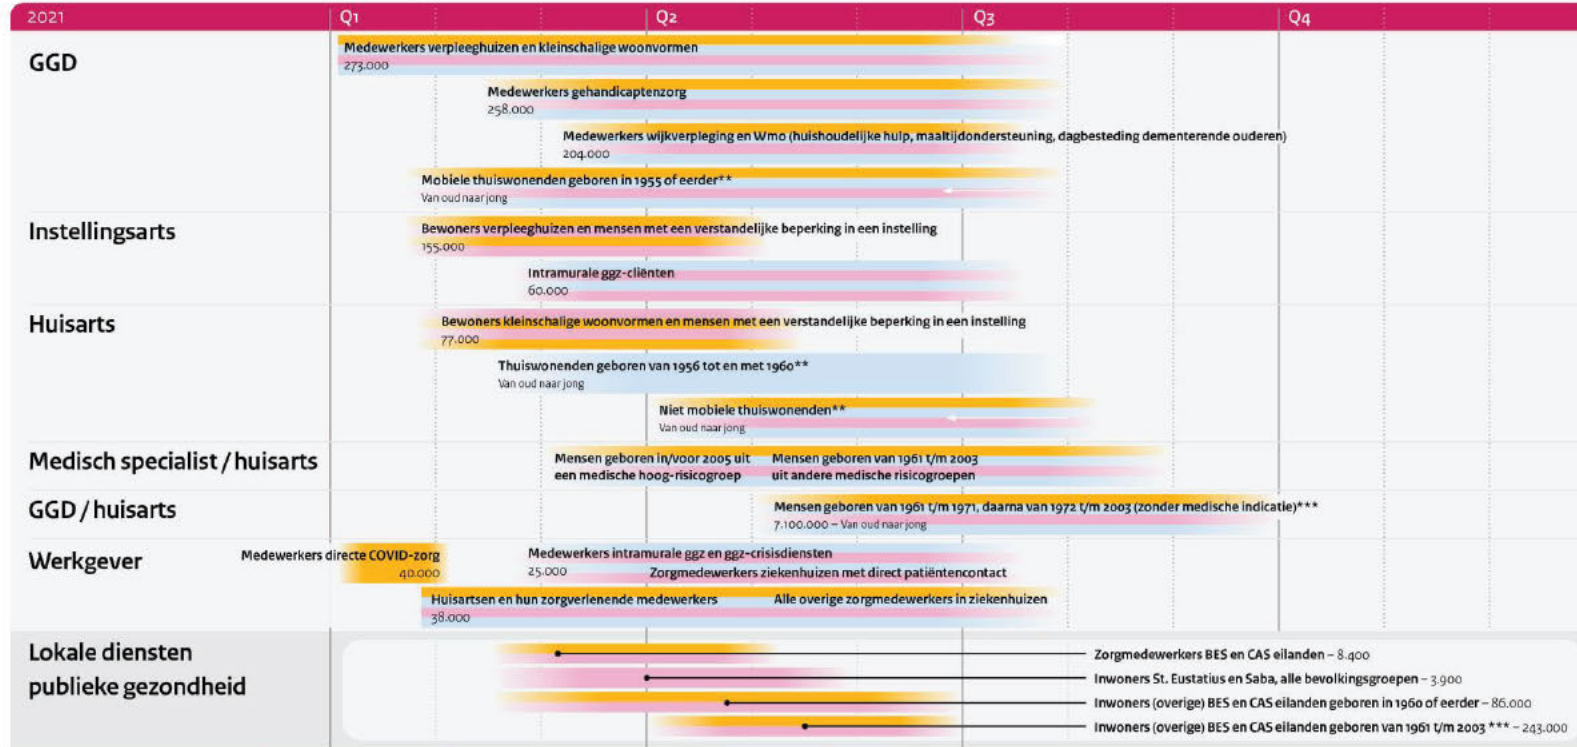 2021 Q1 Q2 Q3 Q4
GGD
Medewerkers verpleeghuizen en kleinschalige woonvormen
273.000
Medewerkers gehandicaptenzorg
258.000
Medewerkers wijkverpleging en Wmo (huishoudelijke hulp, maaltijdondersteuning, dagbesteding dementerende ouderen)
204.000
Mobiele thuiswonenden geboren in 1955 of eerder**
Van oud naar jong
Instellingsarts
Bewoners verpleeghuizen en mensen met een verstandelijke beperking in een instelling
155.000
Intramurale ggz-cliënten
60.000
Huisarts
Bewoners kleinschalige woonvormen en mensen met een verstandelijke beperking in een instelling
77.000
Thuiswonenden geboren van 1956 tot en met 1960**
Van oud naar jong
Niet mobiele thuiswonenden**
Van oud naar jong
Medisch specialist / huisarts
Mensen geboren in/voor 2005 uit
een medische hoog-risicogroep
Mensen geboren van 1961 t/m 2003
uit andere medische risicogroepen
GGD / huisarts
Mensen geboren van 1961 t/m 1971, daarna van 1972 t/m 2003 (zonder medische indicatie)***
7.100.000 – Van oud naar jong
Werkgever
Medewerkers directe COVID-zorg
40.000
Medewerkers intramurale ggz en ggz-crisisdiensten
25.000
Zorgmedewerkers ziekenhuizen met direct patiëntencontact
Huisartsen en hun zorgverlenende medewerkers
38.000
Alle overige zorgmedewerkers in ziekenhuizen
Lokale diensten
publieke gezondheid
Zorgmedewerkers BES en CAS eilanden – 8.400
Inwoners St. Eustatius en Saba, alle bevolkingsgroepen – 3.900
Inwoners (overige) BES en CAS eilanden geboren in 1960 of eerder – 86.000
Inwoners (overige) BES en CAS eilanden geboren van 1961 t/m 2003 *** – 243.000